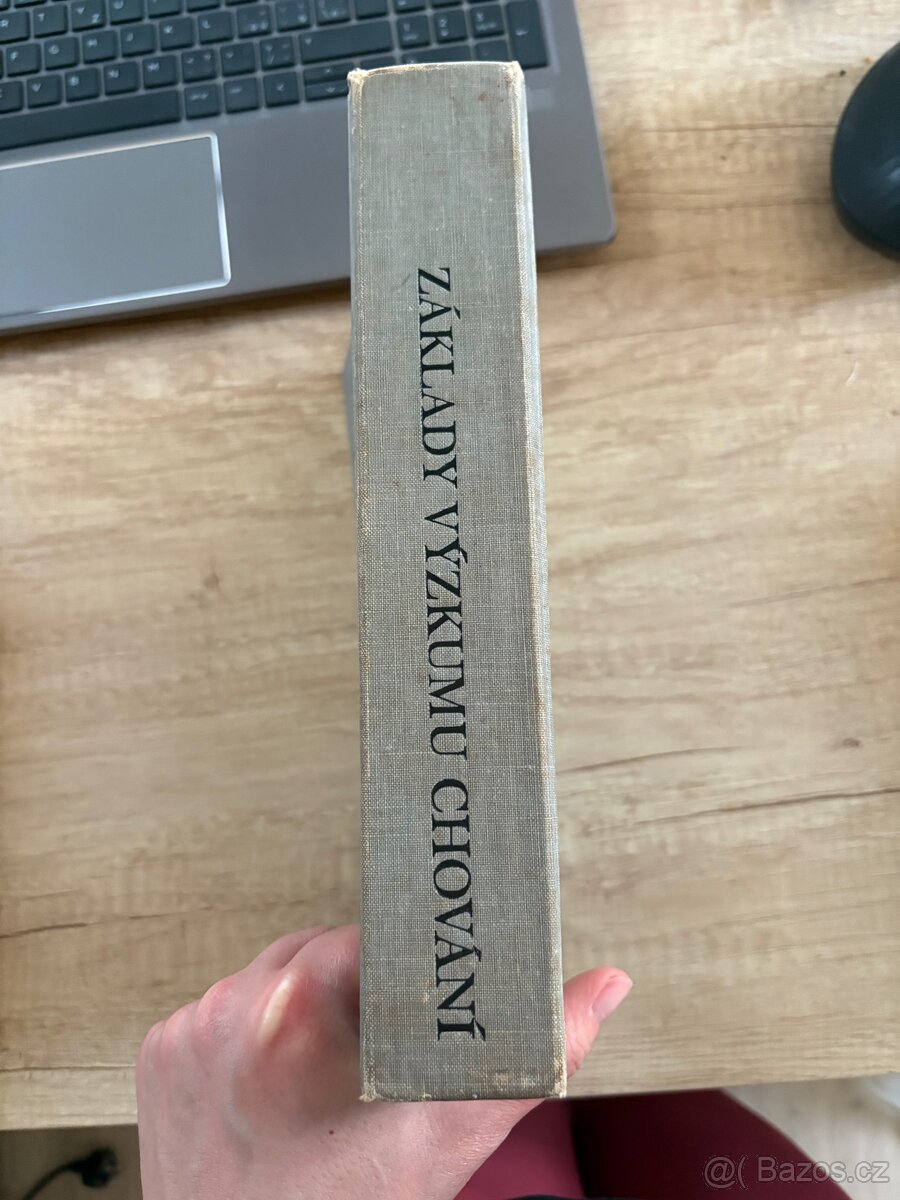 ZÁKLADY VÝZKUMU CHOVÁNÍ
@( Bazos.cz